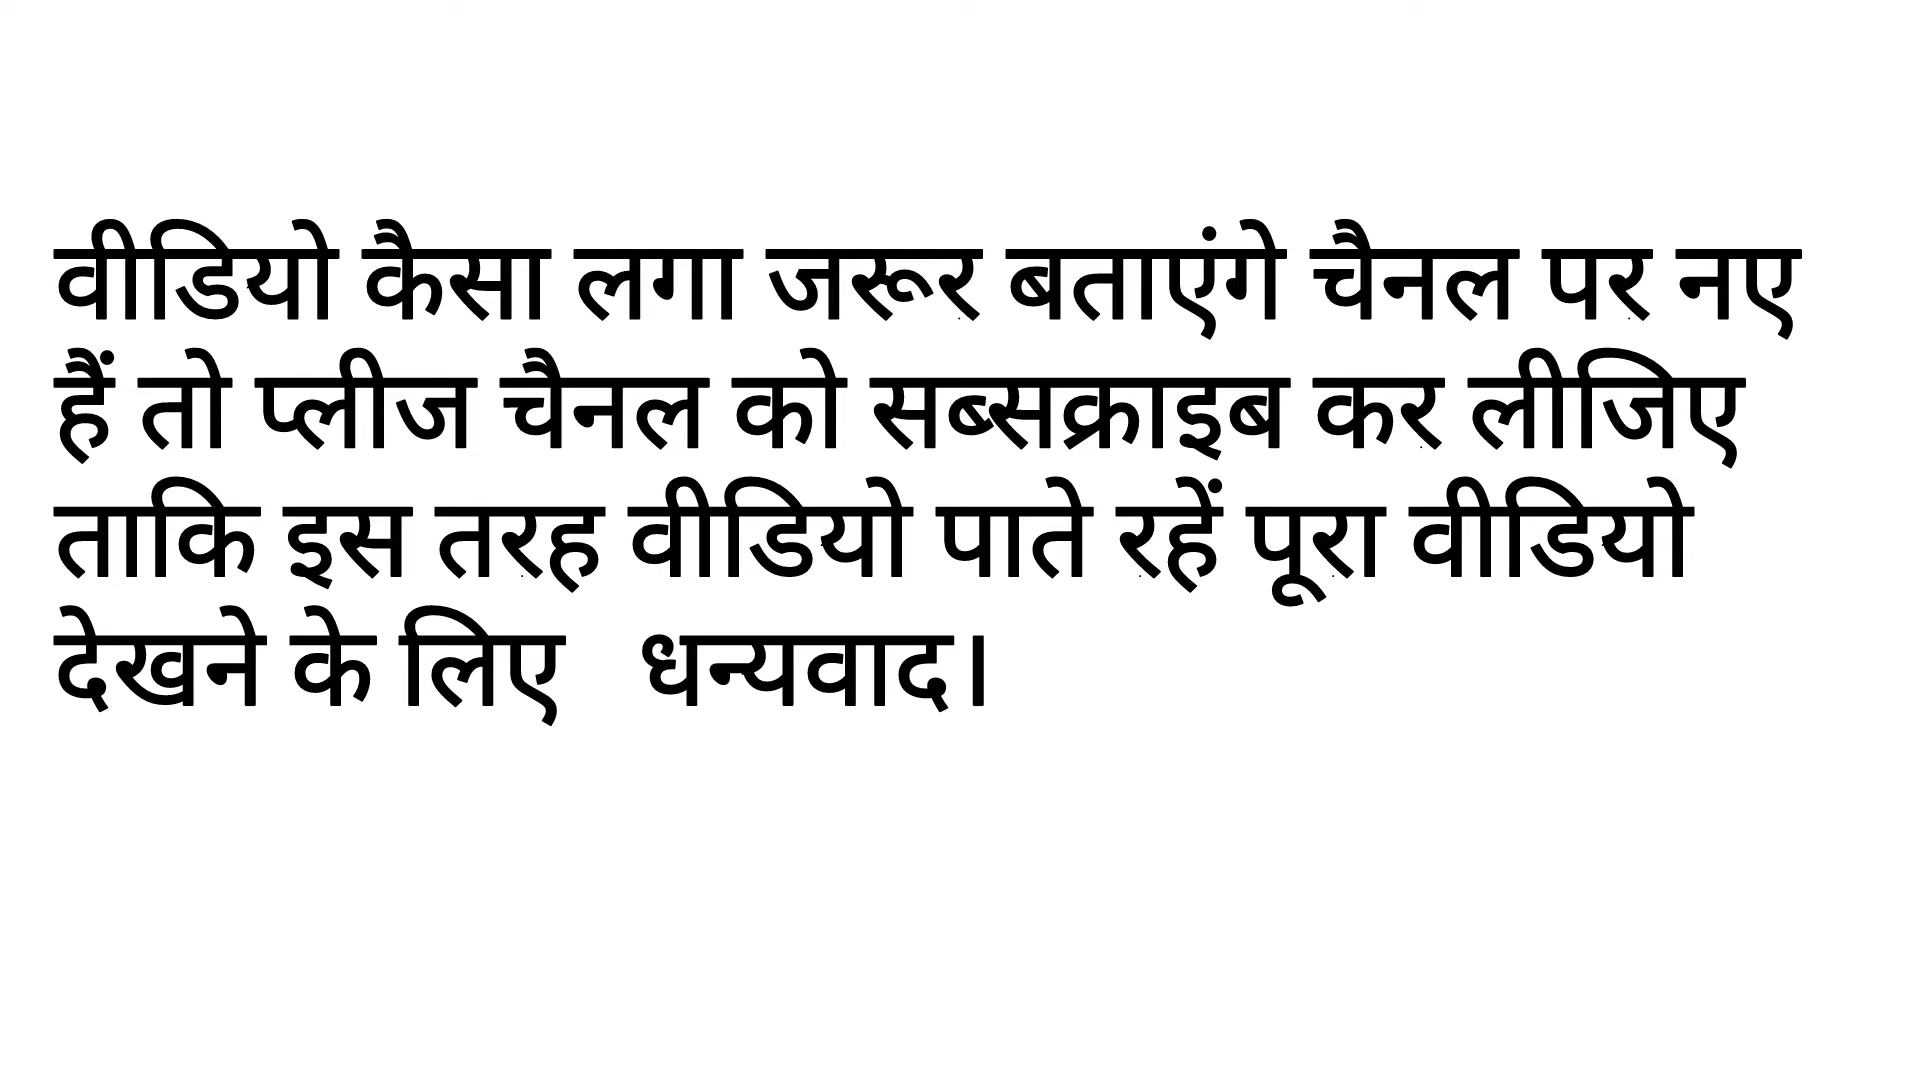 वीडियो कैसा लगा जरूर बताएंगे चैनल पर नए
हैं तो प्लीज चैनल को सब्सक्राइब कर लीजिए
ताकि इस तरह वीडियो पाते रहें पूरा वीडियो
देखने के लिए   धन्यवाद।